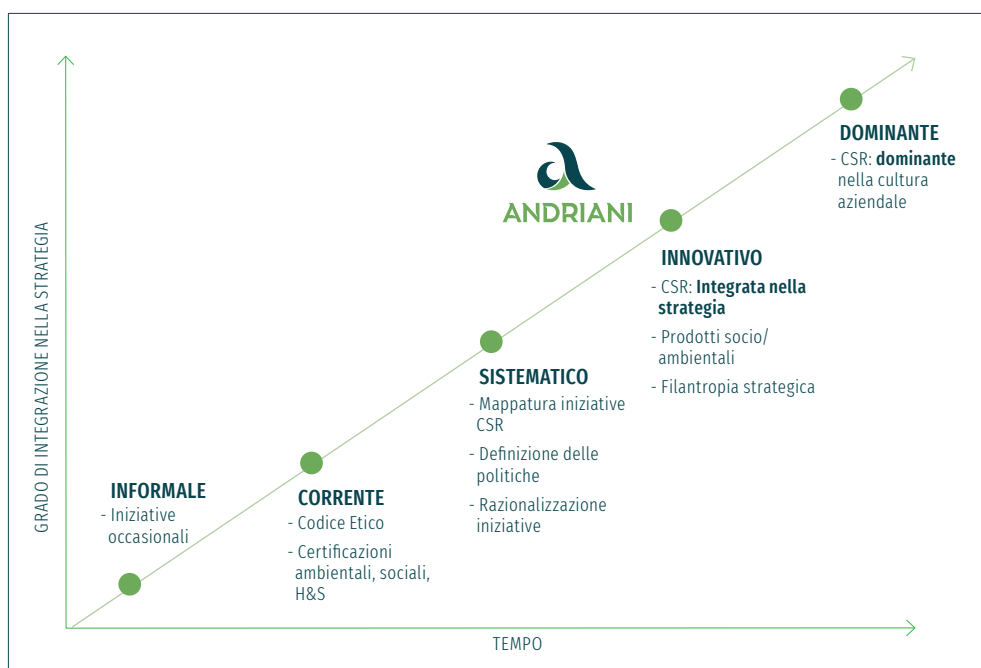 GRADO DI INTEGRAZIONE NELLA STRATEGIA
ANDRIANI
DOMINANTE
- CSR: dominante
nella cultura
aziendale
INNOVATIVO
- CSR: Integrata nella
strategia
- Prodotti socio/
ambientali
- Filantropia strategica
SISTEMATICO
- Mappatura iniziative
CSR
- Definizione delle
politiche
- Razionalizzazione
iniziative
INFORMALE
- Iniziative
occasionali
CORRENTE
- Codice Etico
- Certificazioni
ambientali, sociali,
H&S
TEMPO